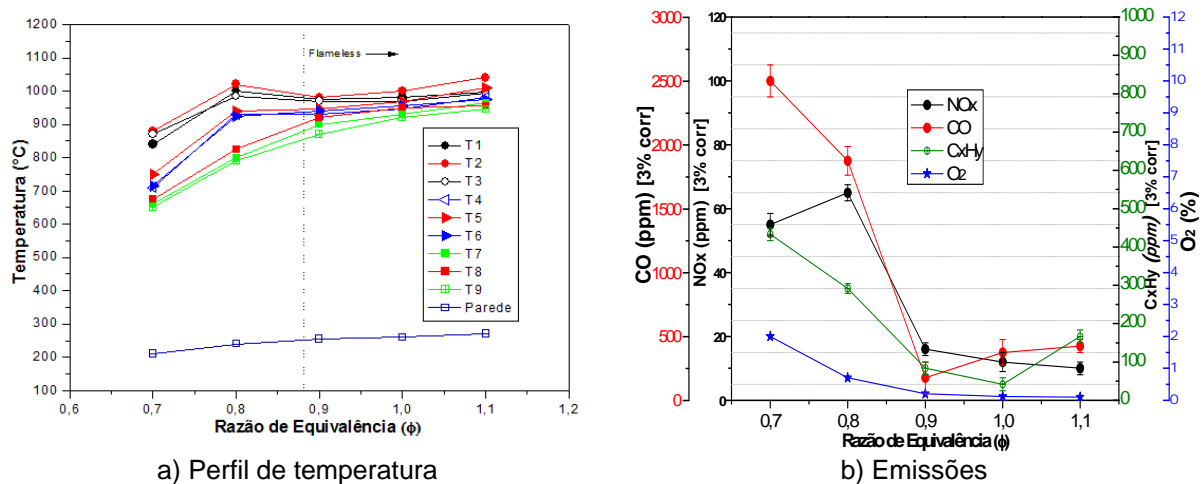 1200
1100
1000
900
800
700
600
500
400
300
200
100
Temperatura (°C)
Flameless
T1
T2
T3
T4
T5
T6
T7
T8
T9
Parede
0,6 0,7 0,8 0,9 1,0 1,1 1,2
Razão de Equivalência (ϕ)
a) Perfil de temperatura
3000
2500
2000
1500
1000
500
0
CO (ppm) [3% corr]
120
100
80
60
40
20
0
NOx (ppm) [3% corr]
NOx
CO
CxHy
O2
1000
900
800
700
600
500
400
300
200
100
0
CxHy (ppm) [3% corr]
12
11
10
9
8
7
6
5
4
3
2
1
0
O2 (%)
0,7 0,8 0,9 1,0 1,1
Razão de Equivalência (ϕ)
b) Emissões